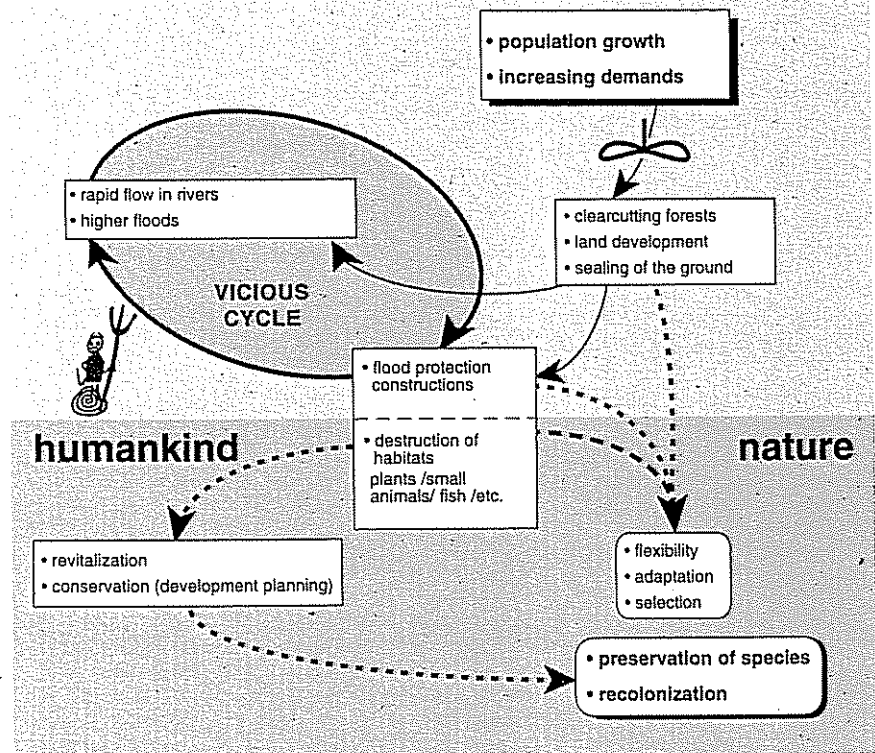 • population growth
• increasing demands
• rapid flow in rivers
• higher floods
• clearcutting forests
• land development
• sealing of the ground
VICIOUS
CYCLE
• flood protection
constructions
humankind
• destruction of
habitats
plants /small
animals/ fish /etc.
nature
• revitalization
• conservation (development planning)
• flexibility
• adaptation
• selection
• preservation of species
• recolonization